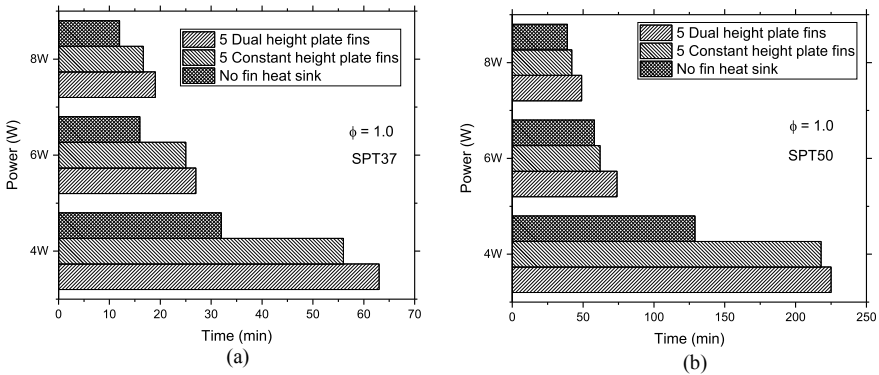 5 Dual height plate fins
5 Constant height plate fins
No fin heat sink
8W
6W
4W
Power (W)
ϕ = 1.0
SPT37
0 10 20 30 40 50 60 70
Time (min)
(a)
5 Dual height plate fins
5 Constant height plate fins
No fin heat sink
8W
6W
4W
Power (W)
ϕ = 1.0
SPT50
0 50 100 150 200 250
Time (min)
(b)